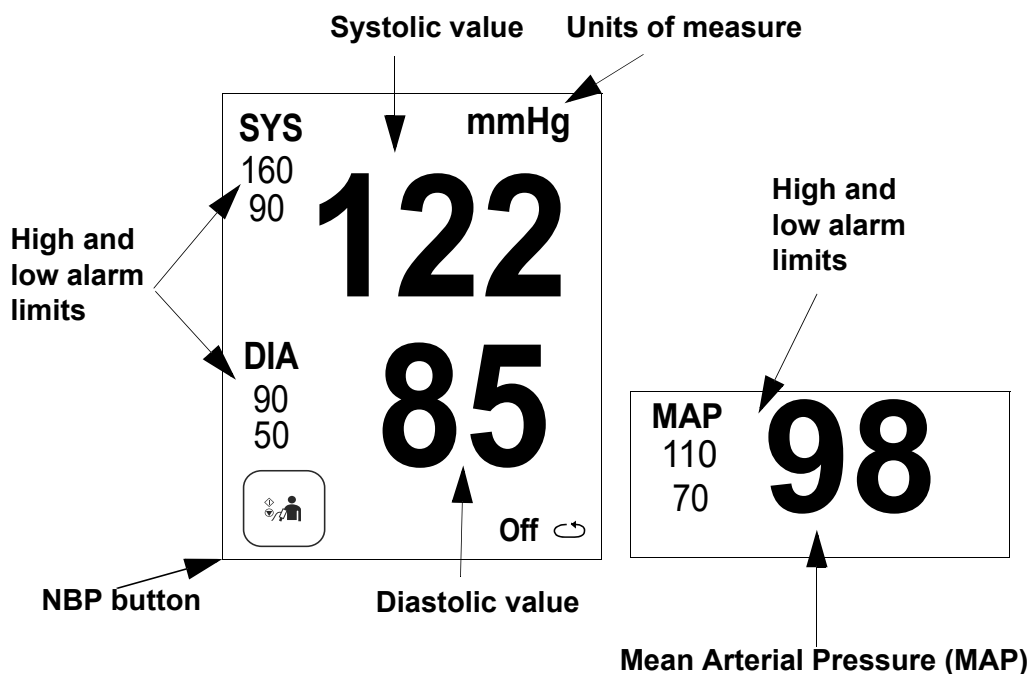 Systolic value
Units of measure
SYS
160
90
mmHg
122
High and
low alarm
limits
DIA
90
50
85
Off
NBP button
Diastolic value
High and
low alarm
limits
MAP
110
70
98
Mean Arterial Pressure (MAP)